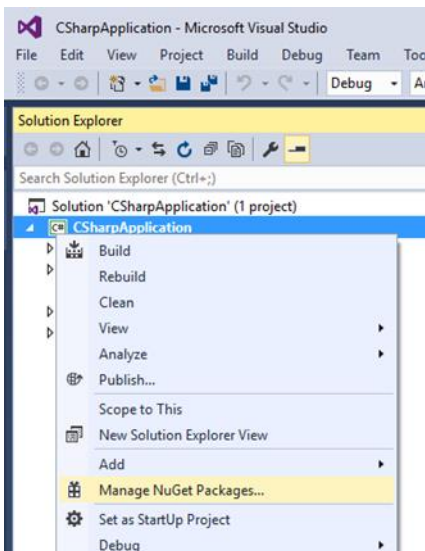 CSharpApplication - Microsoft Visual Studio
File Edit View Project Build Debug Team
Debug
Solution Explorer
Search Solution Explorer (Ctrl+;)
Solution 'CSharpApplication' (1 project)
C# CSharpApplication
Build
Rebuild
Clean
View
Analyze
Publish...
Scope to This
New Solution Explorer View
Add
Manage NuGet Packages...
Set as StartUp Project
Debug